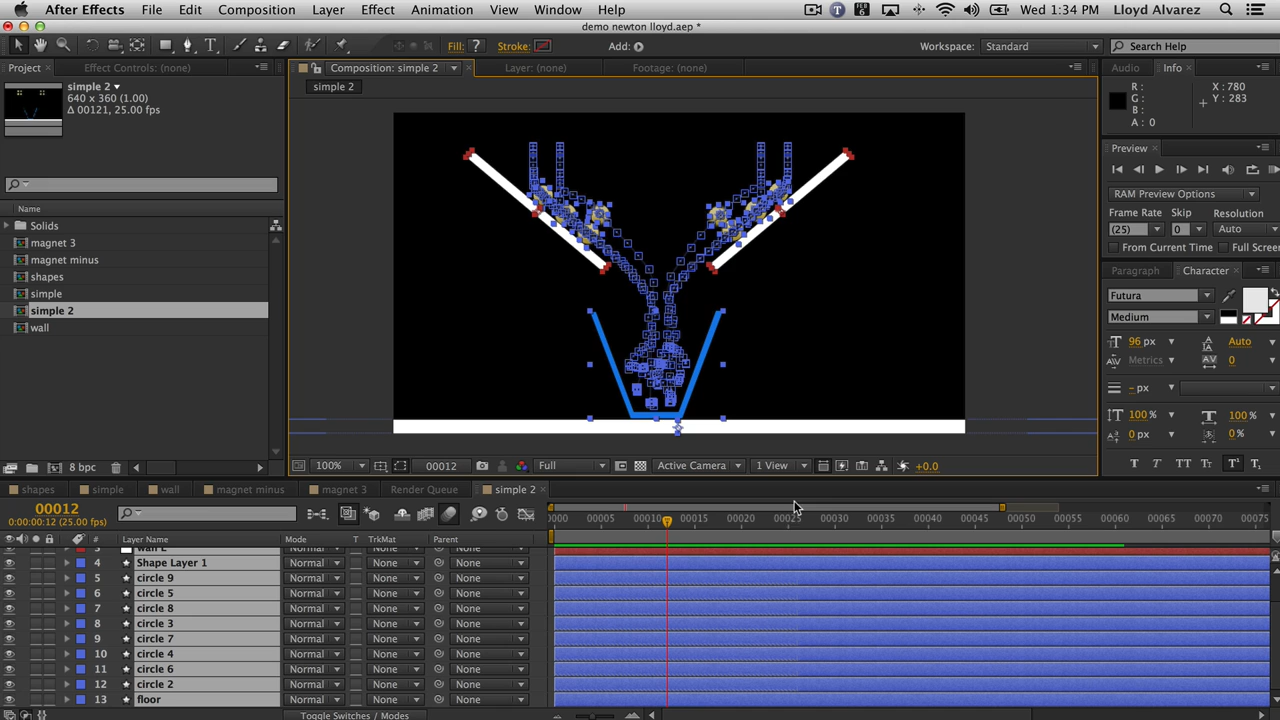 After Effects File Edit Composition Layer Effect Animation View Window Help Wed 1:34 PM Lloyd Alvarez
demo newton lloyd.aep *
Fill: ? Stroke: Add: Workspace: Standard Search Help
Project Effect Controls: (none) Composition: simple 2 Layer: (none) Footage: (none) Audio Info
simple 2
640 x 360 (1.00)
Δ 00121, 25.00 fps
simple 2
R: X: 780
G: Y: 283
B:
A: 0
Preview
RAM Preview Options
Frame Rate Skip Resolution
(25) 0 Auto
From Current Time Full Screen
Name
Solids
magnet 3
magnet minus
shapes
simple
simple 2
wall
Paragraph Character
Futura
Medium
96 px Auto
Metrics 0
- px
100 % 100 %
0 px 0 %
T T TT Tt T¹ T₁
8 bpc 100% 00012 Full Active Camera 1 View +0.0
shapes simple wall magnet minus magnet 3 Render Queue simple 2
00012
0:00:00:12 (25.00 fps)
0000 00005 00010 00015 00020 00025 00030 00035 00040 00045 00050 00055 00060 00065 00070 00075
# Layer Name Mode T TrkMat Parent
3 wall L Normal None None
4 Shape Layer 1 Normal None None
5 circle 9 Normal None None
6 circle 5 Normal None None
7 circle 8 Normal None None
8 circle 3 Normal None None
9 circle 7 Normal None None
10 circle 4 Normal None None
11 circle 6 Normal None None
12 circle 2 Normal None None
13 floor Normal None None
Toggle Switches / Modes